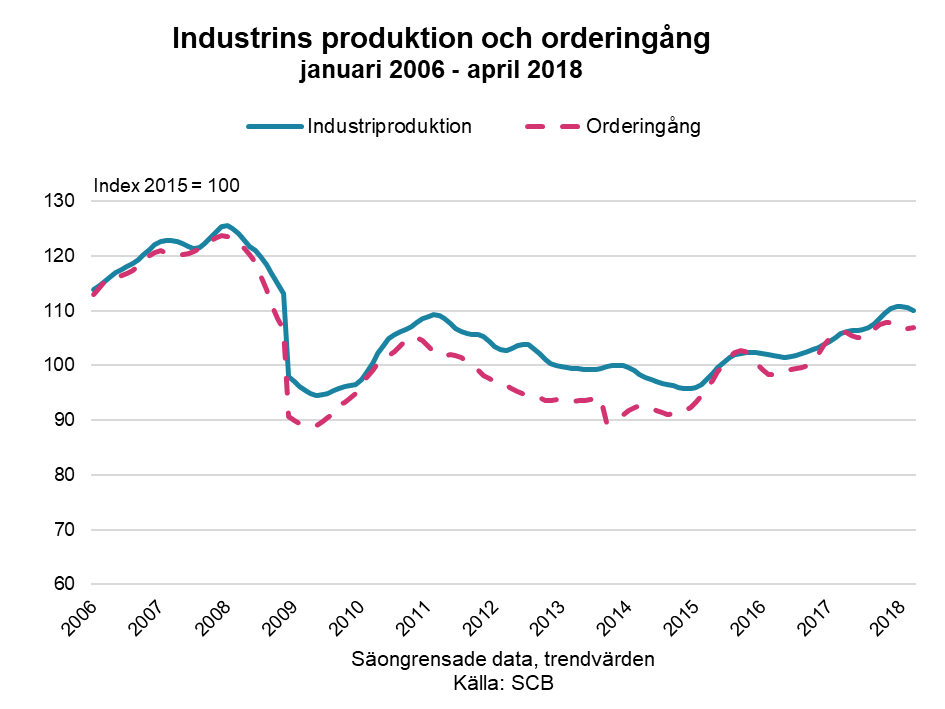 Industrins produktion och orderingång
januari 2006 - april 2018
Industriproduktion Orderingång
Index 2015 = 100
130
120
110
100
90
80
70
60
2006 2007 2008 2009 2010 2011 2012 2013 2014 2015 2016 2017 2018
Säongrensade data, trendvärden
Källa: SCB